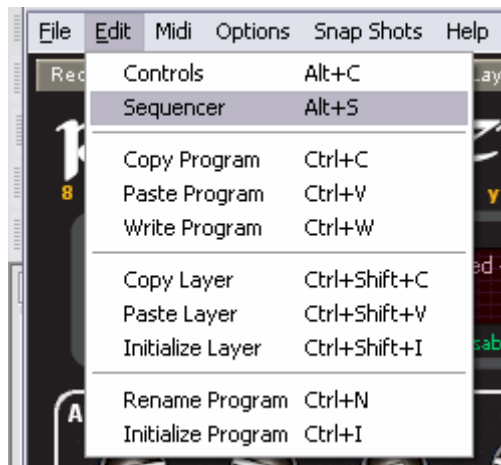 File Edit Midi Options Snap Shots Help
Controls Alt+C
Sequencer Alt+S
Copy Program Ctrl+C
Paste Program Ctrl+V
Write Program Ctrl+W
Copy Layer Ctrl+Shift+C
Paste Layer Ctrl+Shift+V
Initialize Layer Ctrl+Shift+I
Rename Program Ctrl+N
Initialize Program Ctrl+I
8